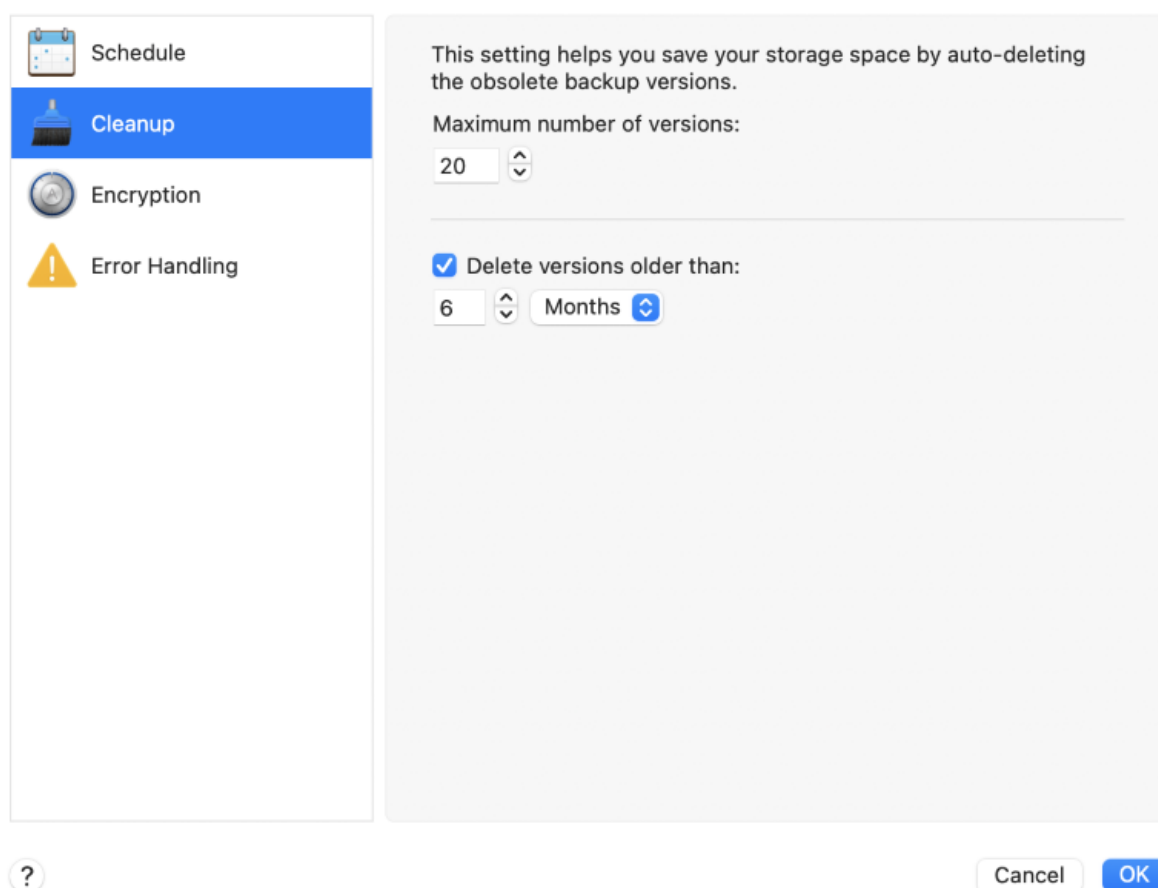 Schedule
Cleanup
Encryption
Error Handling
This setting helps you save your storage space by auto-deleting
the obsolete backup versions.
Maximum number of versions:
20
Delete versions older than:
6 Months
? Cancel OK